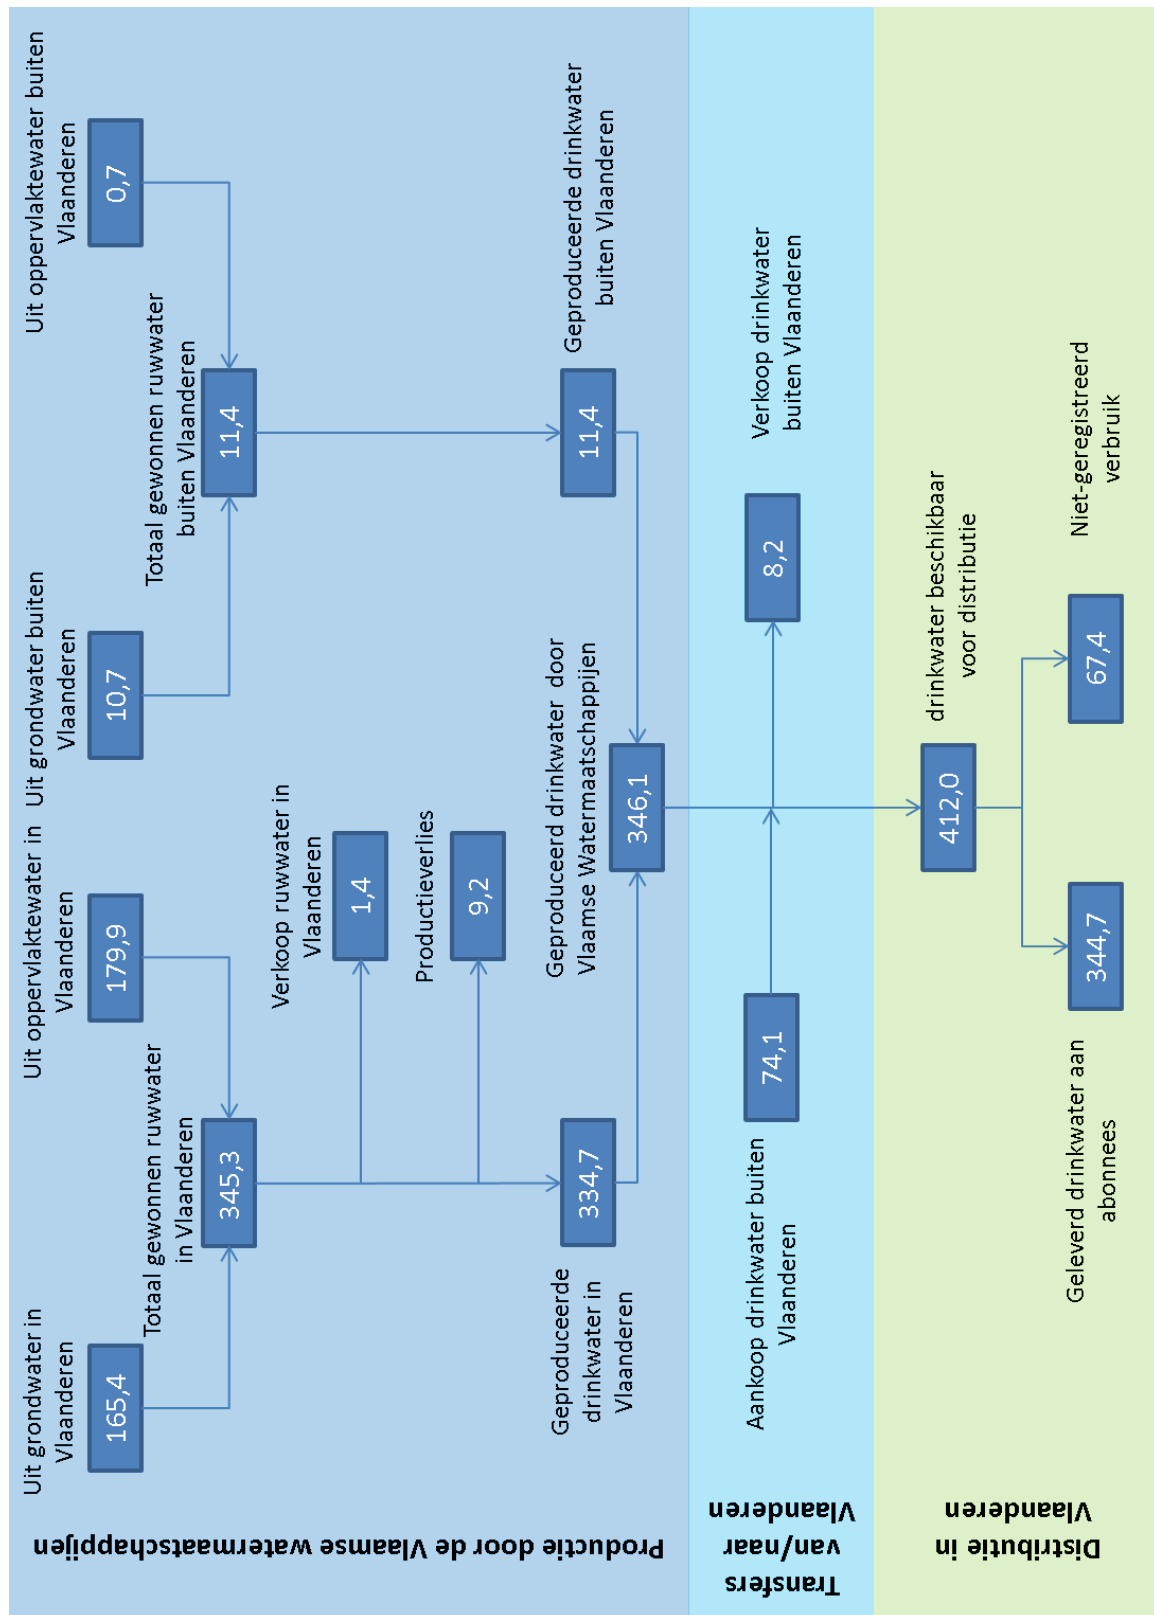 Productie door de Vlaamse watermaatschappijen
Uit grondwater in
Vlaanderen
165,4
Uit oppervlaktewater in
Vlaanderen
179,9
Uit grondwater buiten
Vlaanderen
10,7
Uit oppervlaktewater buiten
Vlaanderen
0,7
Totaal gewonnen ruwwater
in Vlaanderen
345,3
Totaal gewonnen ruwwater
buiten Vlaanderen
11,4
Verkoop ruwwater in
Vlaanderen
1,4
Productieverlies
9,2
Geproduceerde
drinkwater in
Vlaanderen
334,7
Geproduceerd drinkwater door
Vlaamse Watermaatschappijen
346,1
Geproduceerde drinkwater
buiten Vlaanderen
11,4
Transfers
van/naar
Vlaanderen
Aankoop drinkwater buiten
Vlaanderen
74,1
Verkoop drinkwater
buiten Vlaanderen
8,2
Distributie in
Vlaanderen
drinkwater beschikbaar
voor distributie
412,0
Geleverd drinkwater aan
abonnees
344,7
Niet-geregistreerd
verbruik
67,4